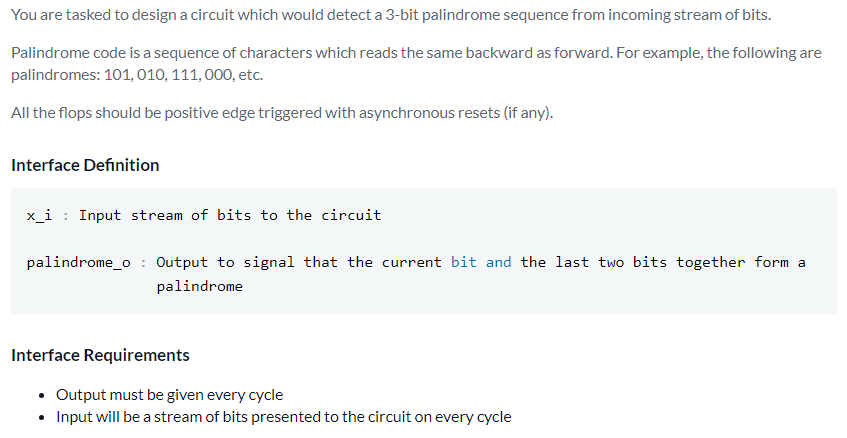 You are tasked to design a circuit which would detect a 3-bit palindrome sequence from incoming stream of bits.
Palindrome code is a sequence of characters which reads the same backward as forward. For example, the following are
palindromes: 101, 010, 111, 000, etc.
All the flops should be positive edge triggered with asynchronous resets (if any).
Interface Definition
x_i : Input stream of bits to the circuit
palindrome_o : Output to signal that the current bit and the last two bits together form a
palindrome
Interface Requirements
• Output must be given every cycle
• Input will be a stream of bits presented to the circuit on every cycle